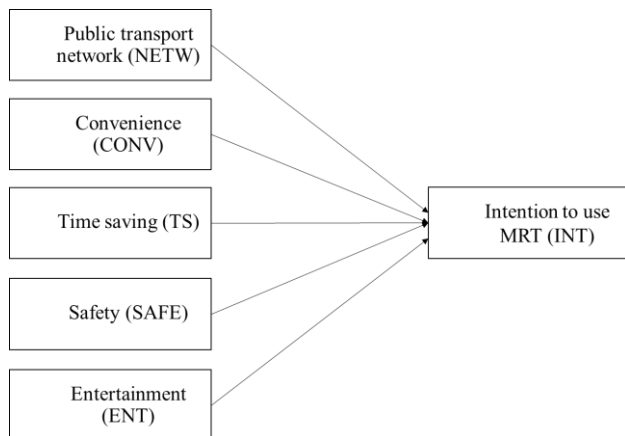 Public transport
network (NETW)
Convenience
(CONV)
Time saving (TS)
Safety (SAFE)
Entertainment
(ENT)
Intention to use
MRT (INT)